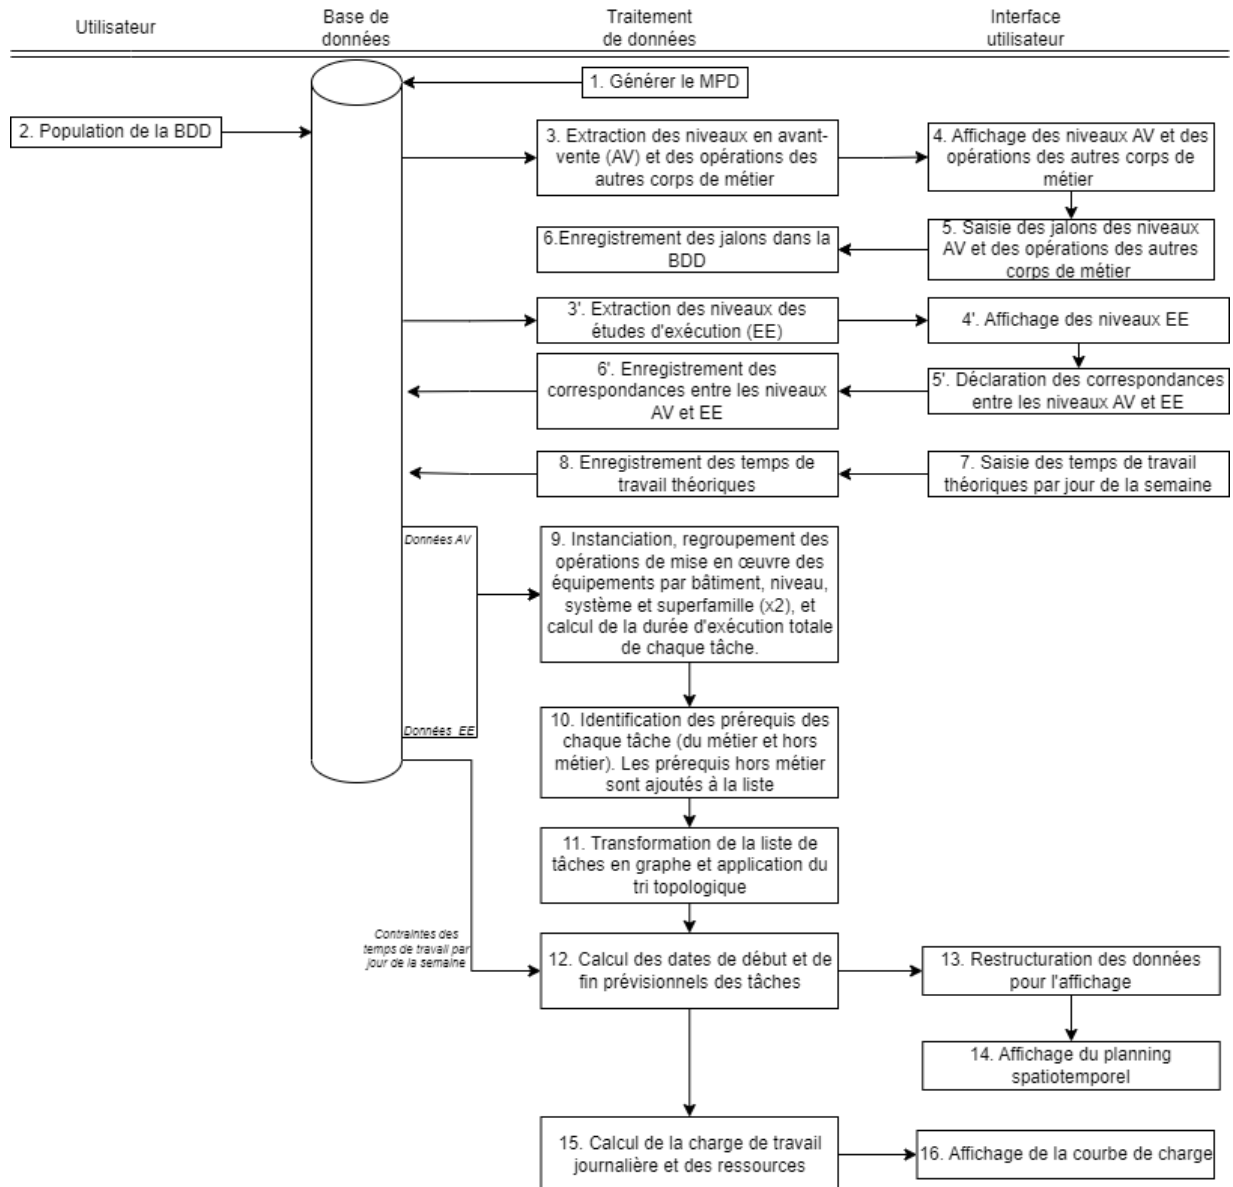 Utilisateur
Base de
données
Traitement
de données
Interface
utilisateur
1. Générer le MPD
2. Population de la BDD
3. Extraction des niveaux en avant-
vente (AV) et des opérations des
autres corps de métier
4. Affichage des niveaux AV et des
opérations des autres corps de
métier
5. Saisie des jalons des niveaux
AV et des opérations des autres
corps de métier
6.Enregistrement des jalons dans la
BDD
3'. Extraction des niveaux des
études d'exécution (EE)
4'. Affichage des niveaux EE
6'. Enregistrement des
correspondances entre les niveaux
AV et EE
5'. Déclaration des correspondances
entre les niveaux AV et EE
8. Enregistrement des temps de
travail théoriques
7. Saisie des temps de travail
théoriques par jour de la semaine
Données AV
9. Instanciation, regroupement des
opérations de mise en œuvre des
équipements par bâtiment, niveau,
système et superfamille (x2), et
calcul de la durée d'exécution totale
de chaque tâche.
Données EE
10. Identification des prérequis des
chaque tâche (du métier et hors
métier). Les prérequis hors métier
sont ajoutés à la liste
11. Transformation de la liste de
tâches en graphe et application du
tri topologique
Contraintes des
temps de travail par
jour de la semaine
12. Calcul des dates de début et de
fin prévisionnels des tâches
13. Restructuration des données
pour l'affichage
14. Affichage du planning
spatiotemporel
15. Calcul de la charge de travail
journalière et des ressources
16. Affichage de la courbe de charge